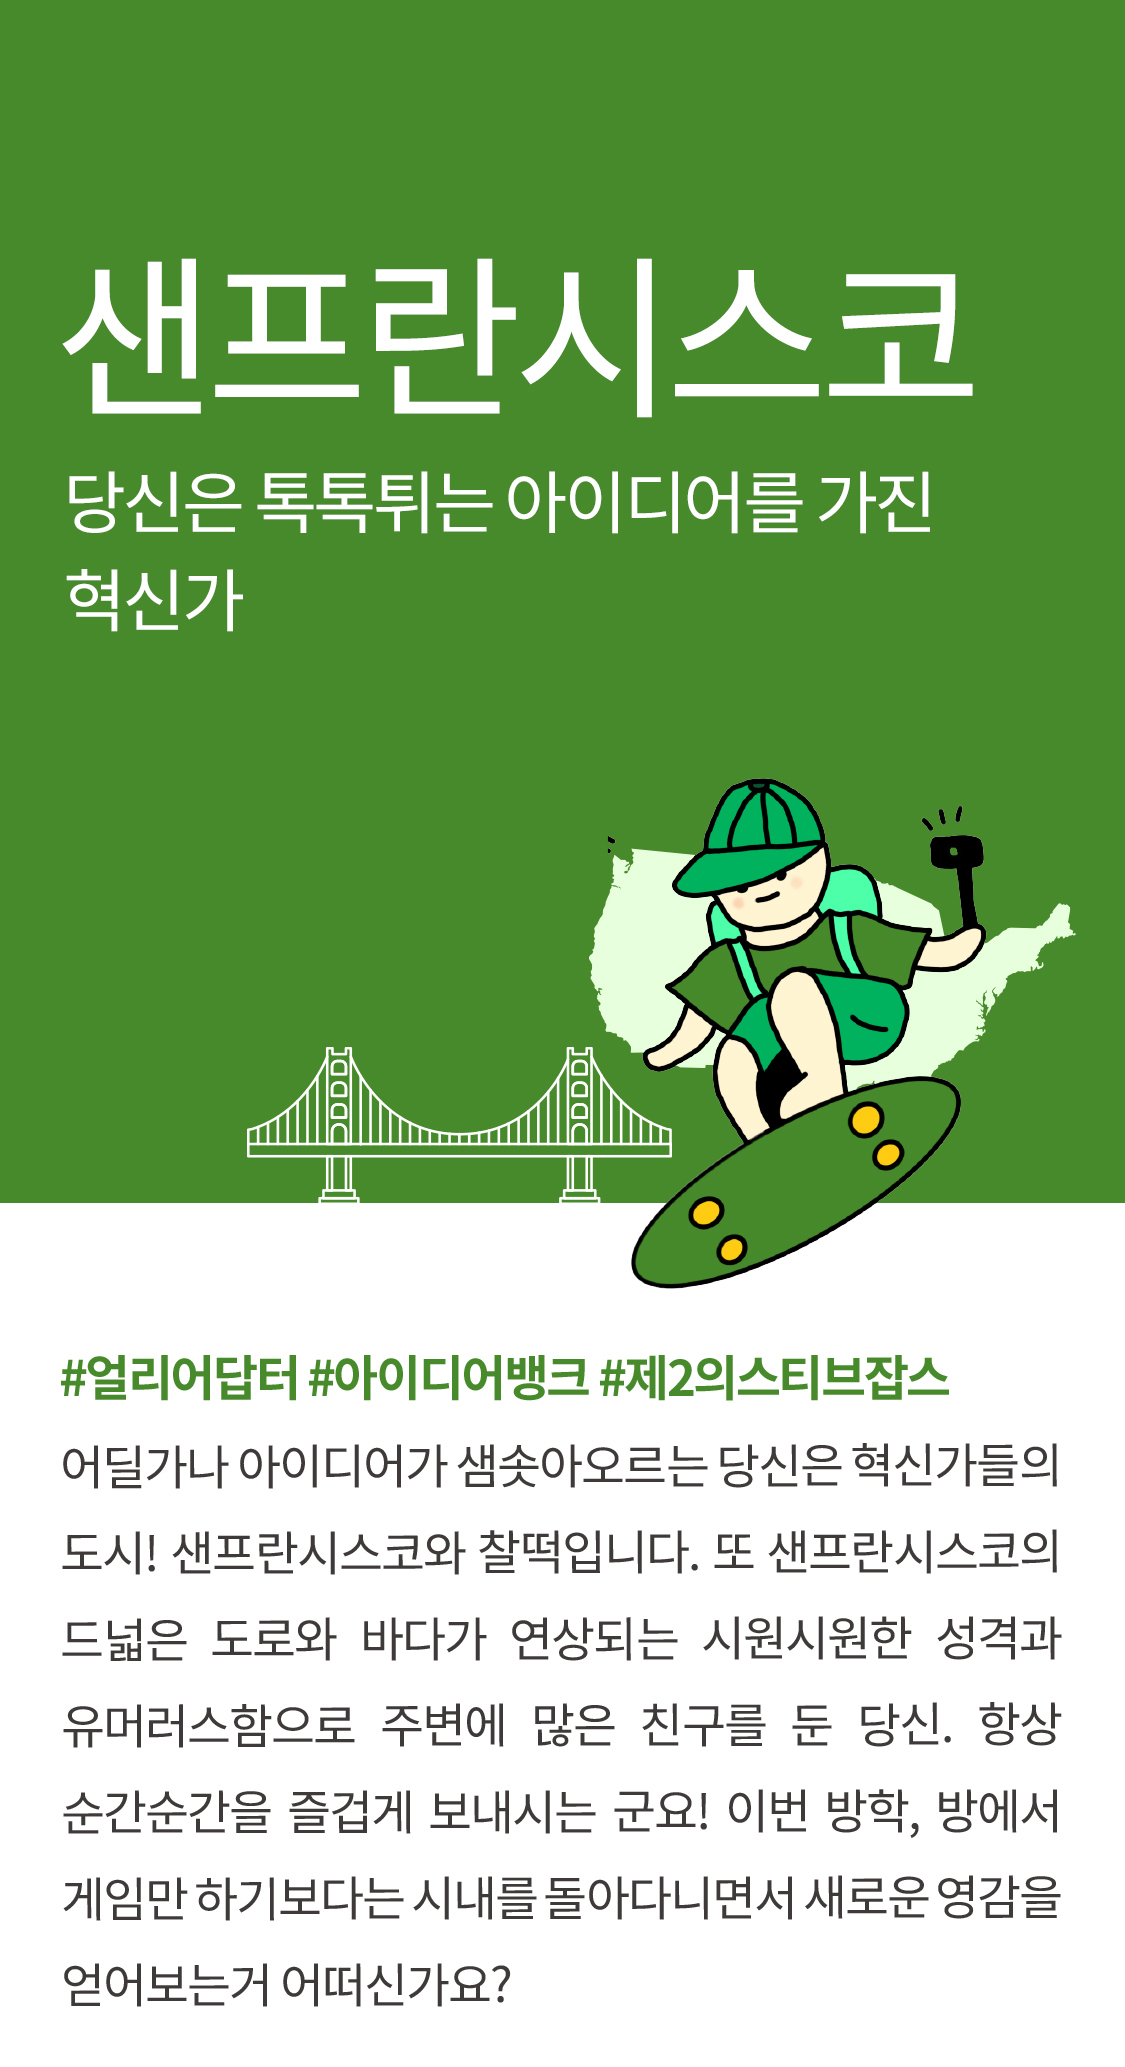 샌프란시스코
당신은 톡톡튀는 아이디어를 가진
혁신가
#얼리어답터 #아이디어뱅크 #제2의스티브잡스
어딜가나 아이디어가 샘솟아오르는 당신은 혁신가들의
도시! 샌프란시스코와 찰떡입니다. 또 샌프란시스코의
드넓은 도로와 바다가 연상되는 시원시원한 성격과
유머러스함으로 주변에 많은 친구를 둔 당신. 항상
순간순간을 즐겁게 보내시는 군요! 이번 방학, 방에서
게임만 하기보다는 시내를 돌아다니면서 새로운 영감을
얻어보는거 어떠신가요?